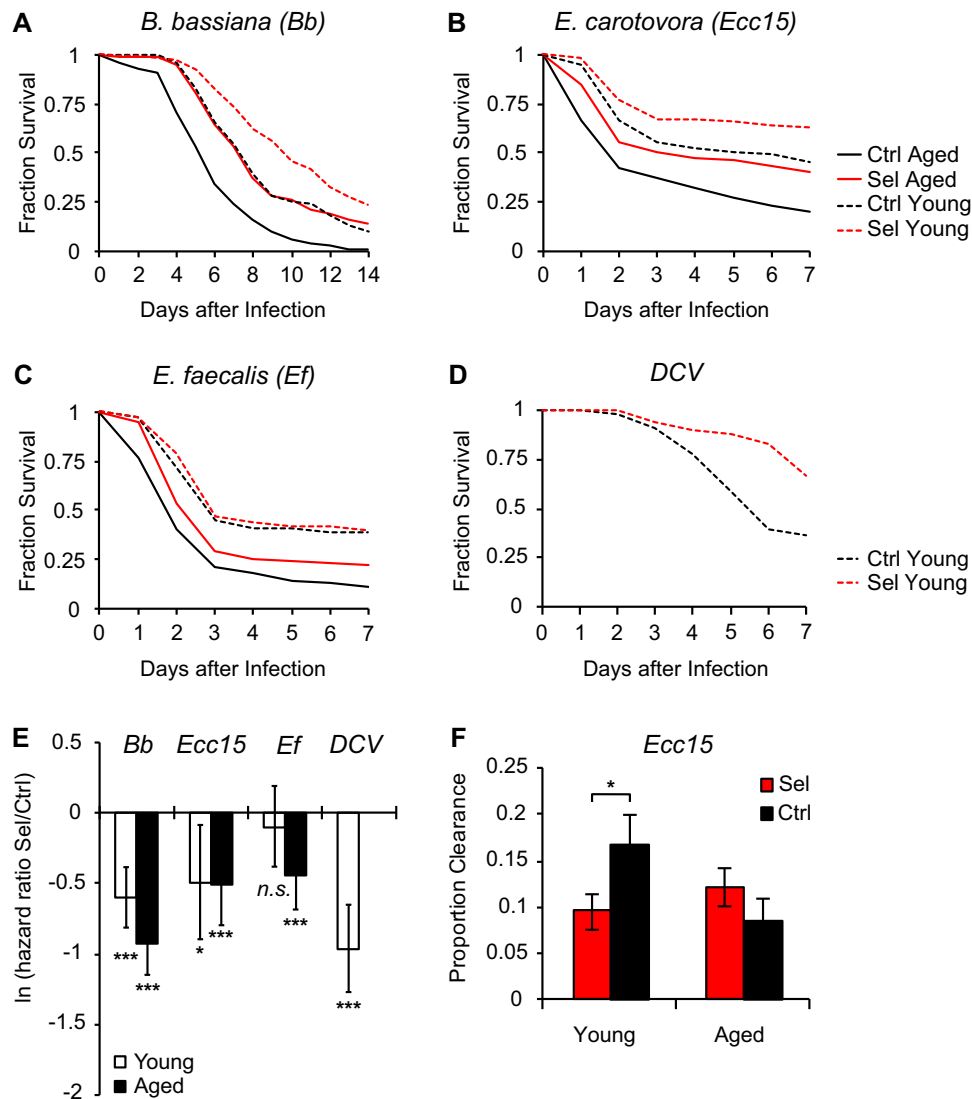 A
B. bassiana (Bb)
Fraction Survival
1
0.75
0.5
0.25
0
0 2 4 6 8 10 12 14
Days after Infection
B
E. carotovora (Ecc15)
Fraction Survival
1
0.75
0.5
0.25
0
0 1 2 3 4 5 6 7
Days after Infection
Ctrl Aged
Sel Aged
Ctrl Young
Sel Young
C
E. faecalis (Ef)
Fraction Survival
1
0.75
0.5
0.25
0
0 1 2 3 4 5 6 7
Days after Infection
D
DCV
Fraction Survival
1
0.75
0.5
0.25
0
0 1 2 3 4 5 6 7
Days after Infection
Ctrl Young
Sel Young
E
Bb Ecc15 Ef DCV
ln (hazard ratio Sel/Ctrl)
0.5
0
-0.5
-1
-1.5
-2
*** *** * *** n.s. *** ***
Young
Aged
F
Ecc15
Proportion Clearance
0.25
0.2
0.15
0.1
0.05
0
*
Sel
Ctrl
Young Aged